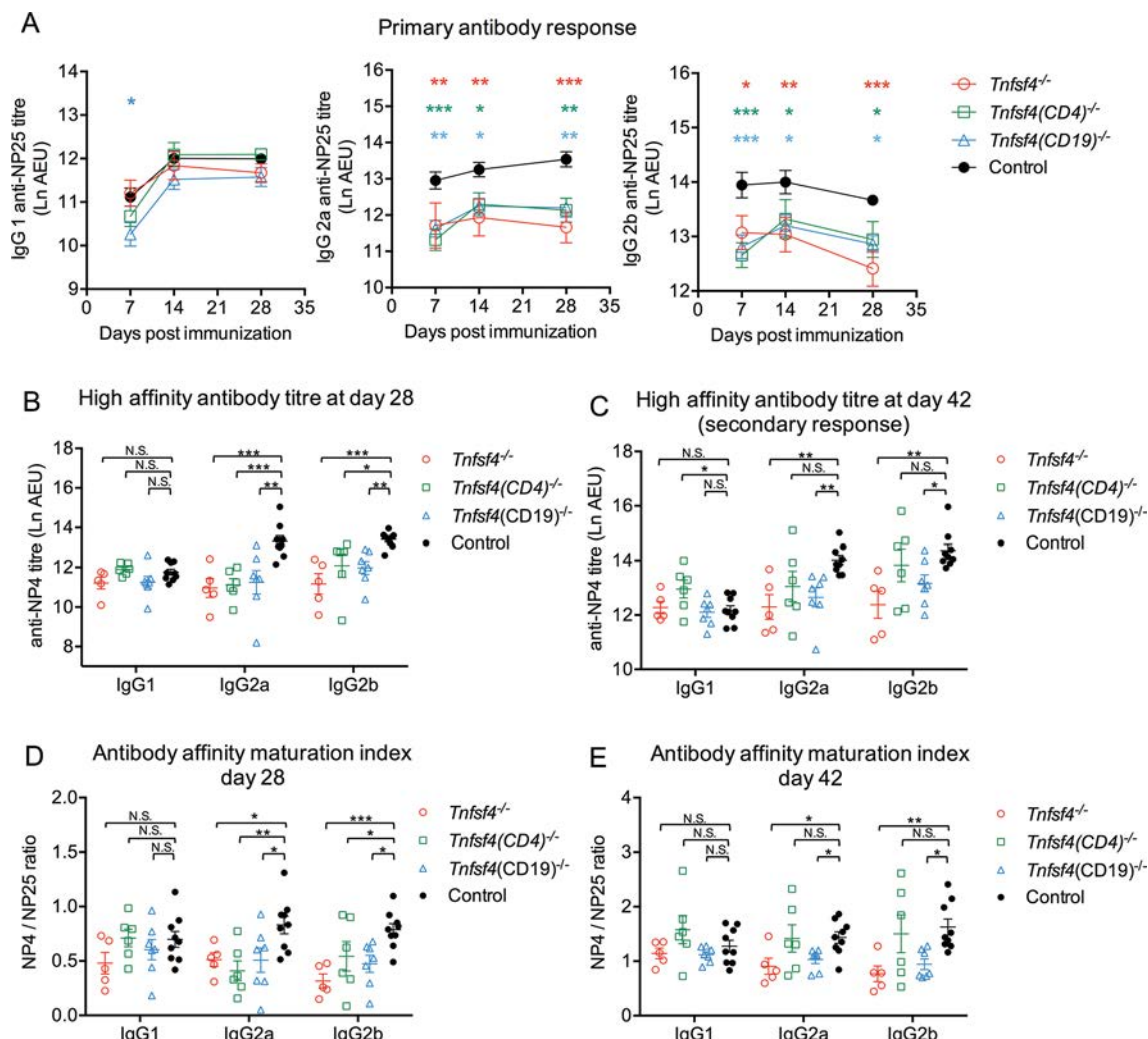 A
Primary antibody response
IgG 1 anti-NP25 titre
(Ln AEU)
14
13
12
11
10
9
*
0 7 14 21 28 35
Days post immunization
IgG 2a anti-NP25 titre
(Ln AEU)
16
15
14
13
12
11
10
** ** ***
*** * **
** * **
0 7 14 21 28 35
Days post immunization
IgG 2b anti-NP25 titre
(Ln AEU)
16
15
14
13
12
* ** ***
*** * *
*** * *
0 7 14 21 28 35
Days post immunization
Tnfsf4-/-
Tnfsf4(CD4)-/-
Tnfsf4(CD19)-/-
Control
B
High affinity antibody titre at day 28
anti-NP4 titre (Ln AEU)
18
16
14
12
10
8
N.S. *** ***
N.S. *** *
N.S. ** **
IgG1 IgG2a IgG2b
Tnfsf4-/-
Tnfsf4(CD4)-/-
Tnfsf4(CD19)-/-
Control
C
High affinity antibody titre at day 42
(secondary response)
anti-NP4 titre (Ln AEU)
18
16
14
12
10
N.S. ** **
* N.S. N.S.
N.S. ** *
IgG1 IgG2a IgG2b
Tnfsf4-/-
Tnfsf4(CD4)-/-
Tnfsf4(CD19)-/-
Control
D
Antibody affinity maturation index
day 28
NP4 / NP25 ratio
2.0
1.5
1.0
0.5
0.0
N.S. * ***
N.S. ** *
N.S. * *
IgG1 IgG2a IgG2b
Tnfsf4-/-
Tnfsf4(CD4)-/-
Tnfsf4(CD19)-/-
Control
E
Antibody affinity maturation index
day 42
NP4 / NP25 ratio
4
3
2
1
0
N.S. * **
N.S. N.S. N.S.
N.S. * *
IgG1 IgG2a IgG2b
Tnfsf4-/-
Tnfsf4(CD4)-/-
Tnfsf4(CD19)-/-
Control